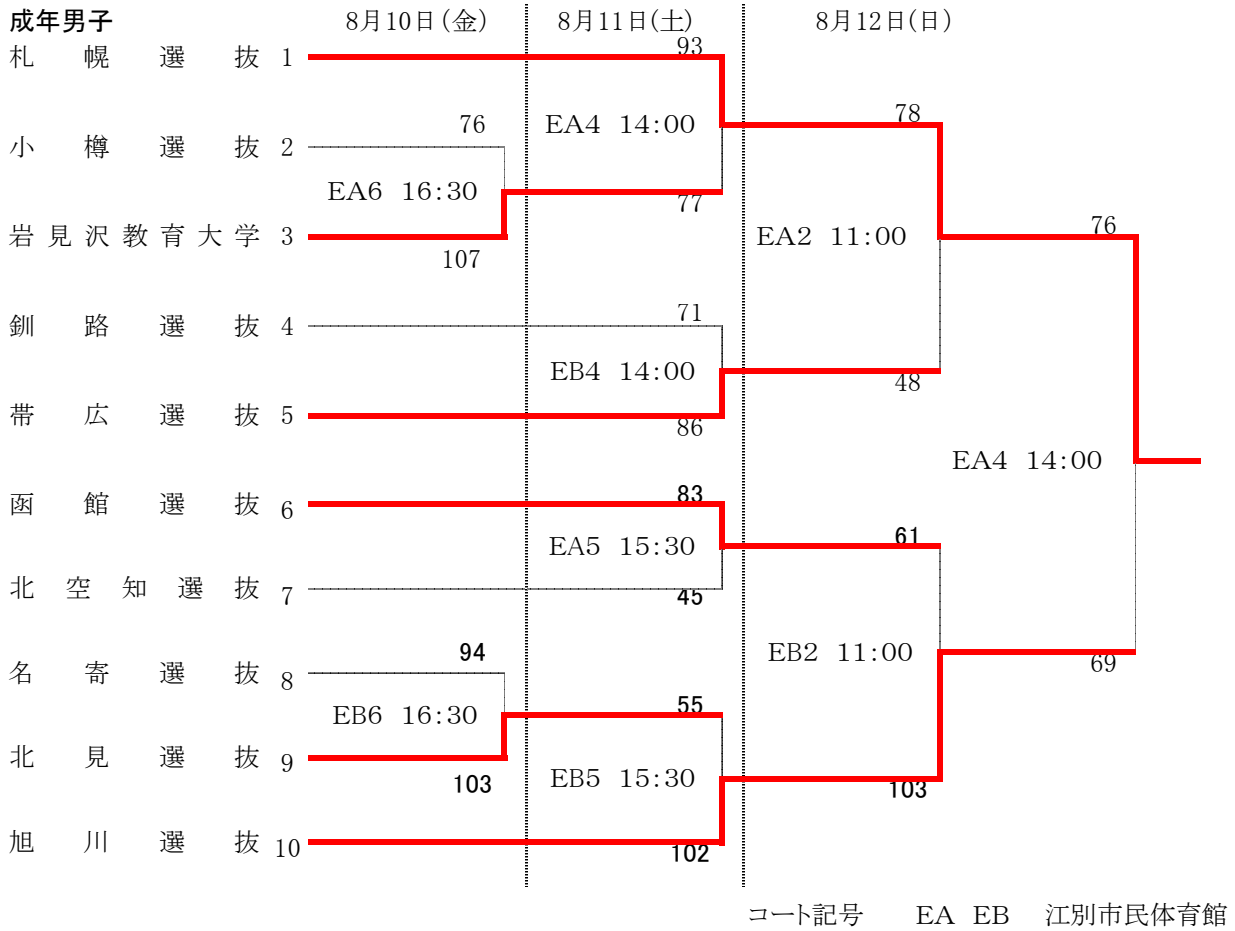 成年男子 8月10日(金) 8月11日(土) 8月12日(日)
札幌選抜 1 93
76 EA4 14:00 78
小樽選抜 2
EA6 16:30 77
岩見沢教育大学 3 EA2 11:00 76
107
釧路選抜 4 71
EB4 14:00 48
帯広選抜 5 86
EA4 14:00
函館選抜 6 83
EA5 15:30 61
北空知選抜 7 45
94 EB2 11:00 69
名寄選抜 8
EB6 16:30 55
北見選抜 9
103 EB5 15:30 103
旭川選抜 10 102
コート記号 EA EB 江別市民体育館